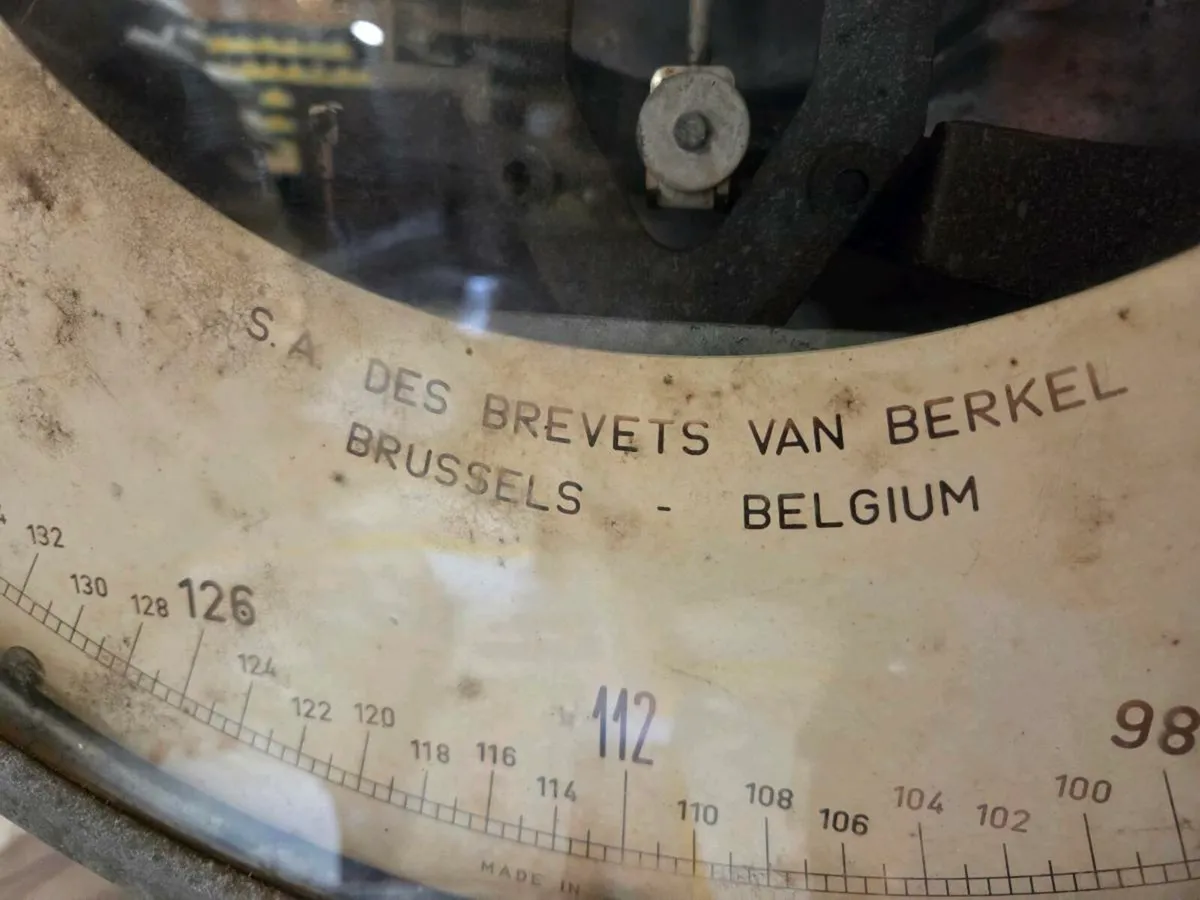 S. A DES BREVETS VAN BERKEL
BRUSSELS - BELGIUM
132 130 128 126 124 122 120 118 116 114 112 110 108 106 104 102 100 98
MADE IN